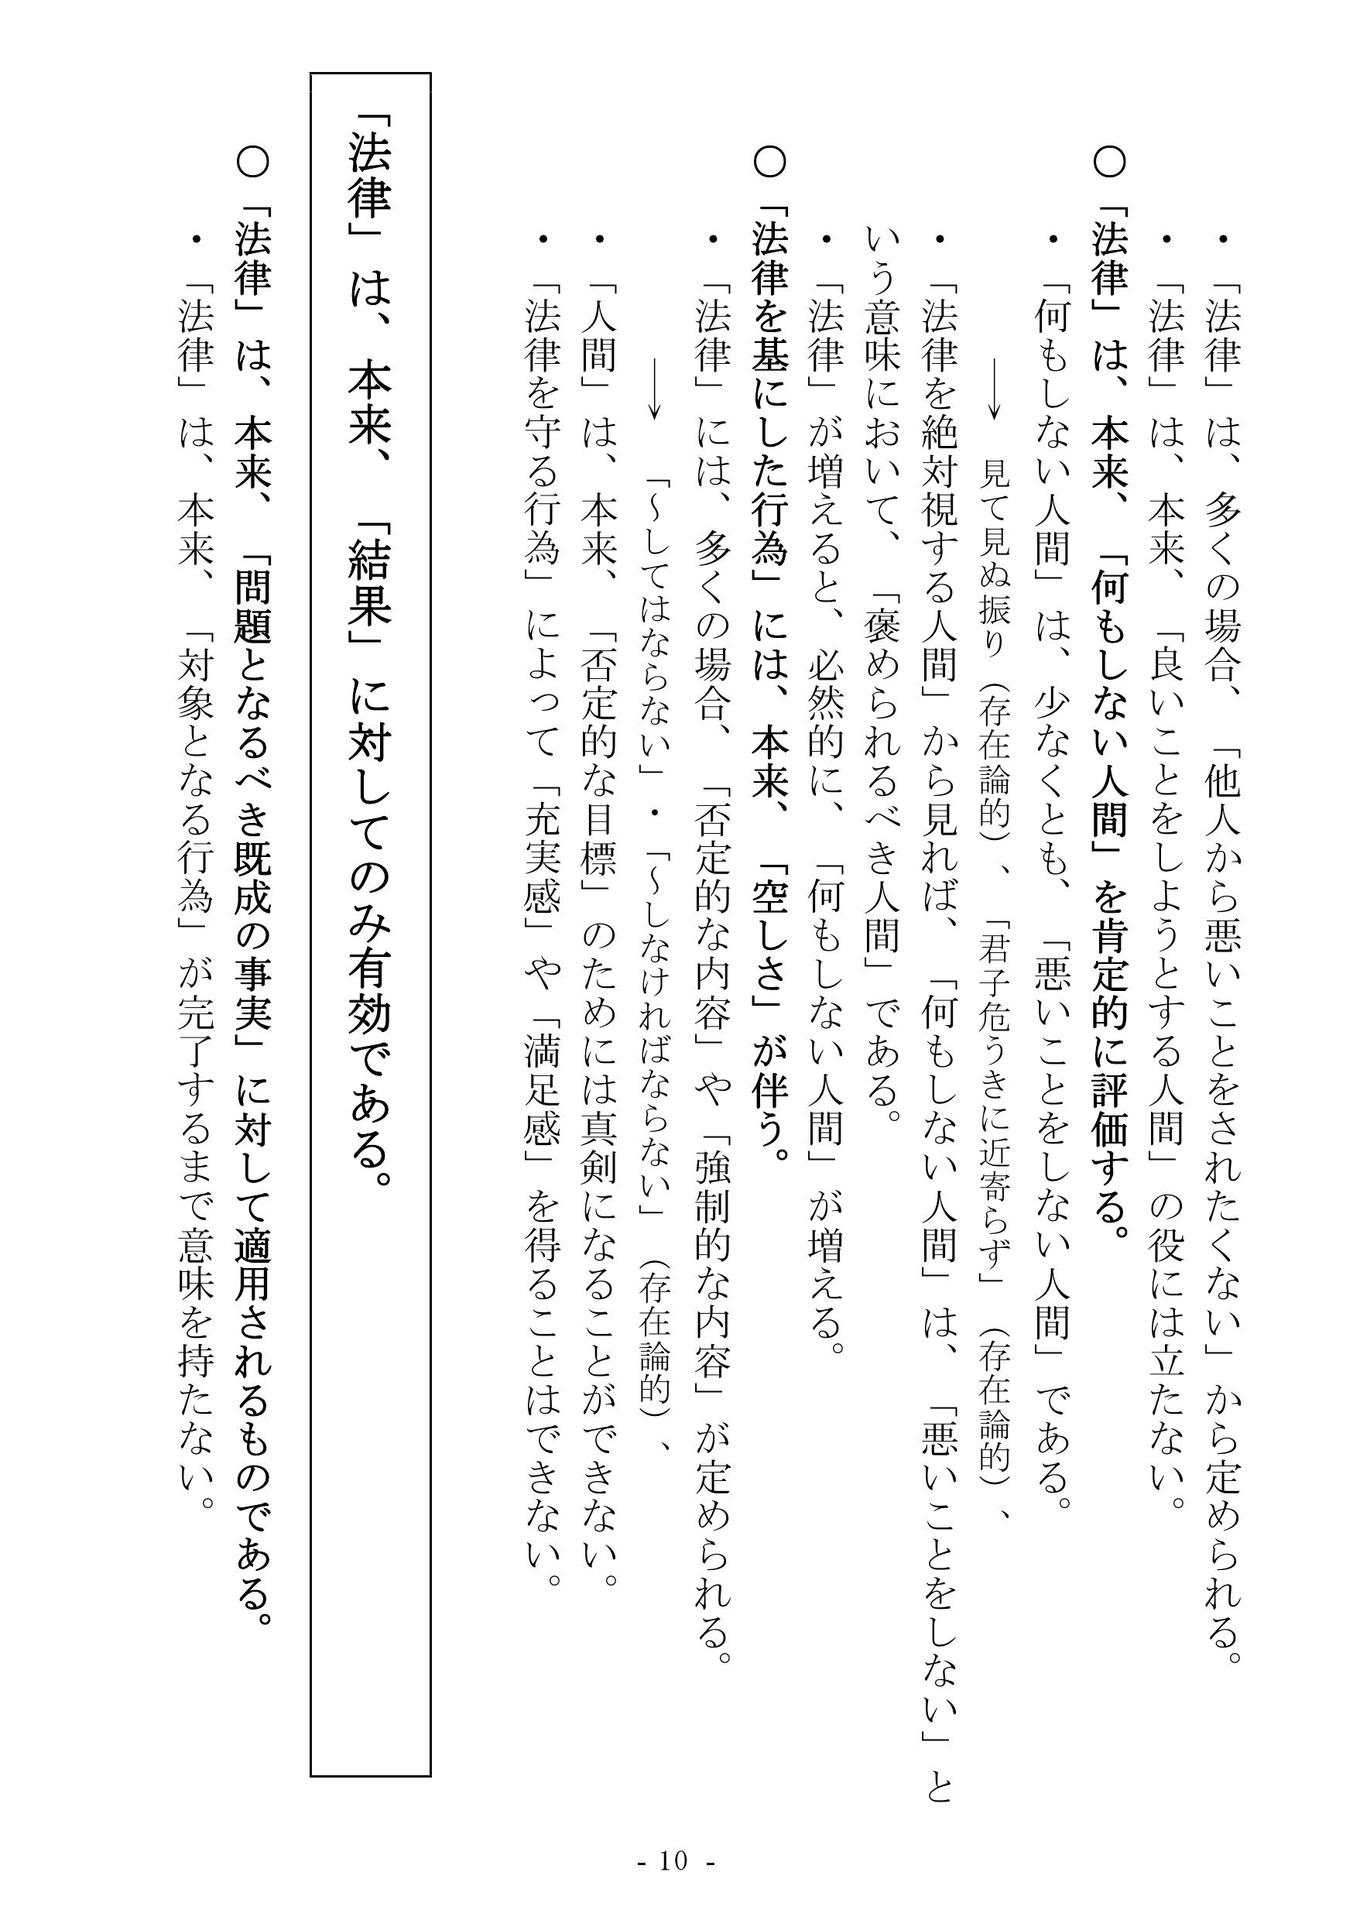 ・「法律」は、多くの場合、「他人から悪いことをされたくない」から定められる。
・「法律」は、本来、「良いことをしようとする人間」の役には立たない。
○「法律」は、本来、「何もしない人間」を肯定的に評価する。
・「何もしない人間」は、少なくとも、「悪いことをしない人間」である。
→ 見て見ぬ振り（存在論的）、「君子危うきに近寄らず」（存在論的）、
・「法律を絶対視する人間」から見れば、「何もしない人間」は、「悪いことをしない」と
いう意味において、「褒められるべき人間」である。
・「法律」が増えると、必然的に、「何もしない人間」が増える。
○「法律を基にした行為」には、本来、「空しさ」が伴う。
・「法律」には、多くの場合、「否定的な内容」や「強制的な内容」が定められる。
→ 「～してはならない」・「～しなければならない」（存在論的）、
・「人間」は、本来、「否定的な目標」のためには真剣になることができない。
・「法律を守る行為」によって「充実感」や「満足感」を得ることはできない。
「法律」は、本来、「結果」に対してのみ有効である。
○「法律」は、本来、「問題となるべき既成の事実」に対して適用されるものである。
・「法律」は、本来、「対象となる行為」が完了するまで意味を持たない。
- 10 -